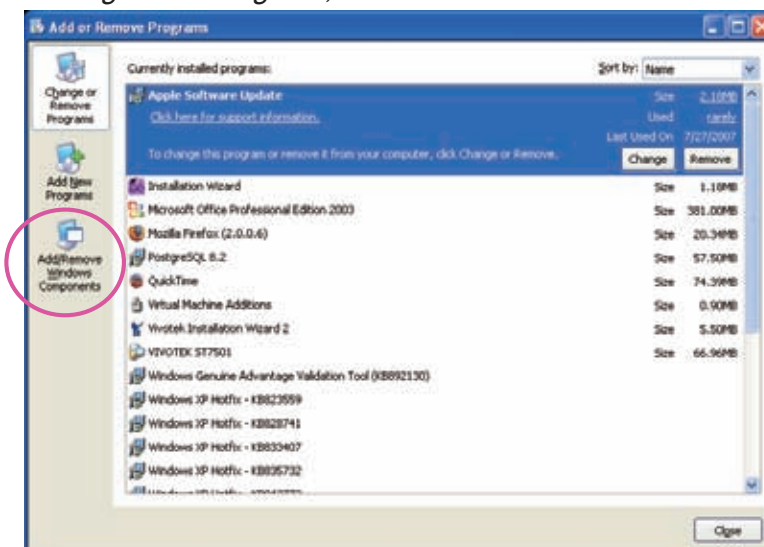 Add or Remove Programs
Change or
Remove
Programs
Add New
Programs
Add/Remove
Windows
Components
Currently installed programs:
Sort by: Name
Apple Software Update Size 2.18MB
Click here for support information. Used rarely
Last Used On 7/27/2007
To change this program or remove it from your computer, click Change or Remove. Change Remove
Installation Wizard Size 1.18MB
Microsoft Office Professional Edition 2003 Size 381.00MB
Mozilla Firefox (2.0.0.6) Size 20.34MB
PostgreSQL 8.2 Size 57.50MB
QuickTime Size 74.39MB
Virtual Machine Additions Size 0.90MB
Vivotek Installation Wizard 2 Size 5.50MB
VIVOTEK ST7501 Size 66.96MB
Windows Genuine Advantage Validation Tool (KB892130)
Windows XP Hotfix - KB823559
Windows XP Hotfix - KB828741
Windows XP Hotfix - KB833407
Windows XP Hotfix - KB835732
Close